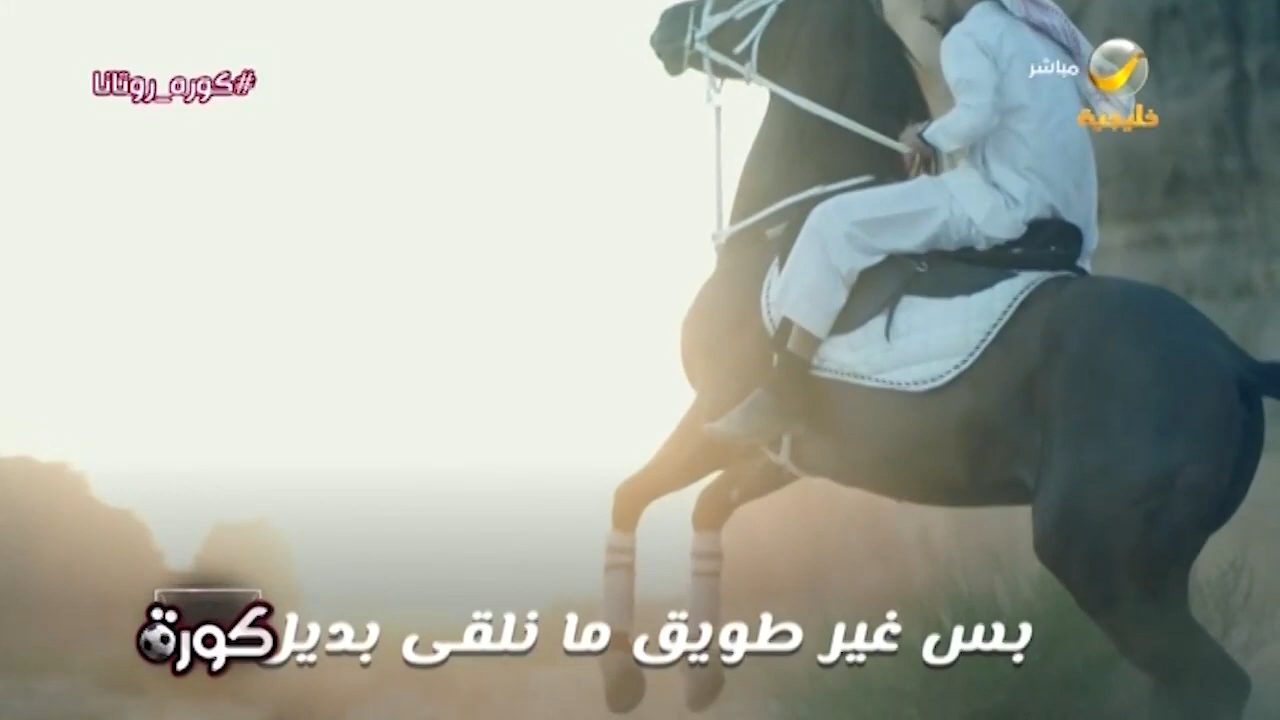 #كوره_روتانا
مباشر
خليجية
بس غير طويق ما نلقى بديل
كورة